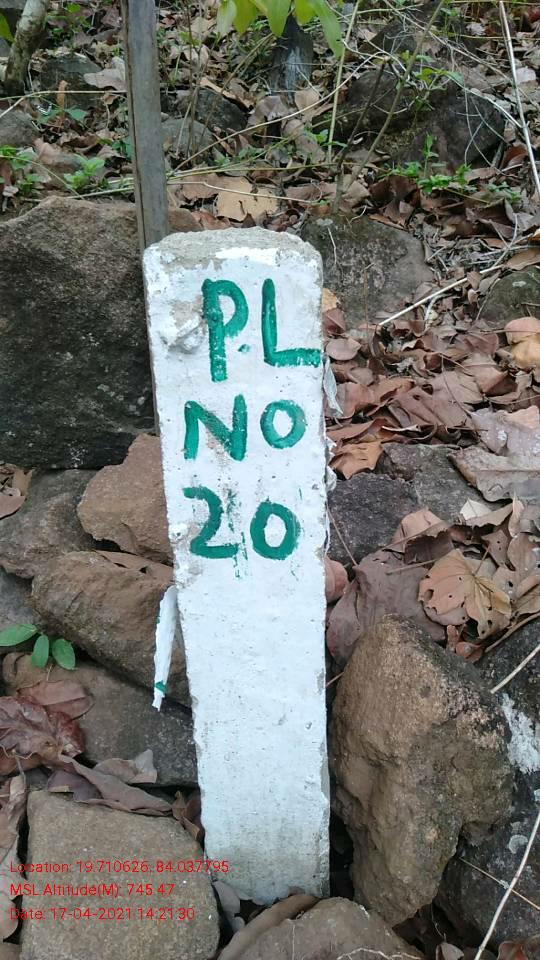 P.L
NO
20
Location: 19.710626, 84.037795
MSL Altitude(M): 745.47
Date: 17-04-2021 14:21:30